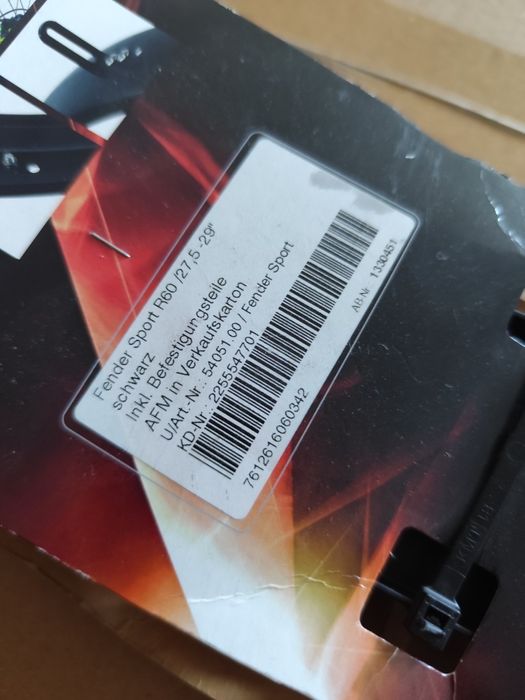 Fender Sport R60 /27,5 -29"
schwarz
Inkl. Befestigungsteile
AFM in Verkaufskarton
U/Art.-Nr.: 54051.00 / Fender Sport
KD-Nr.: 2255547701
7612616060342
AB-Nr. 1330451